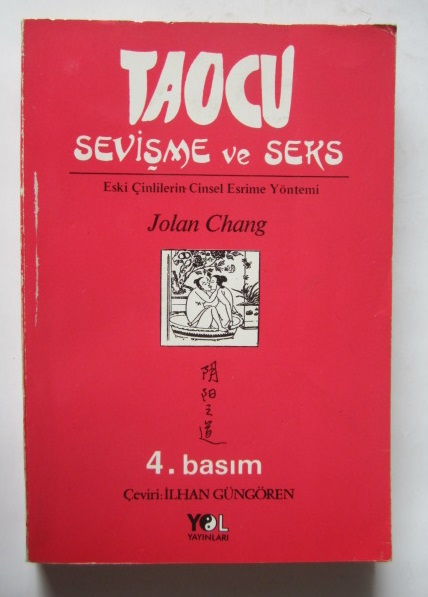 TAOCU
SEVİŞME ve SEKS
Eski Çinlilerin Cinsel Esrime Yöntemi
Jolan Chang
阴阳之道
4. basım
Çeviri: İLHAN GÜNGÖREN
YOL
YAYINLARI